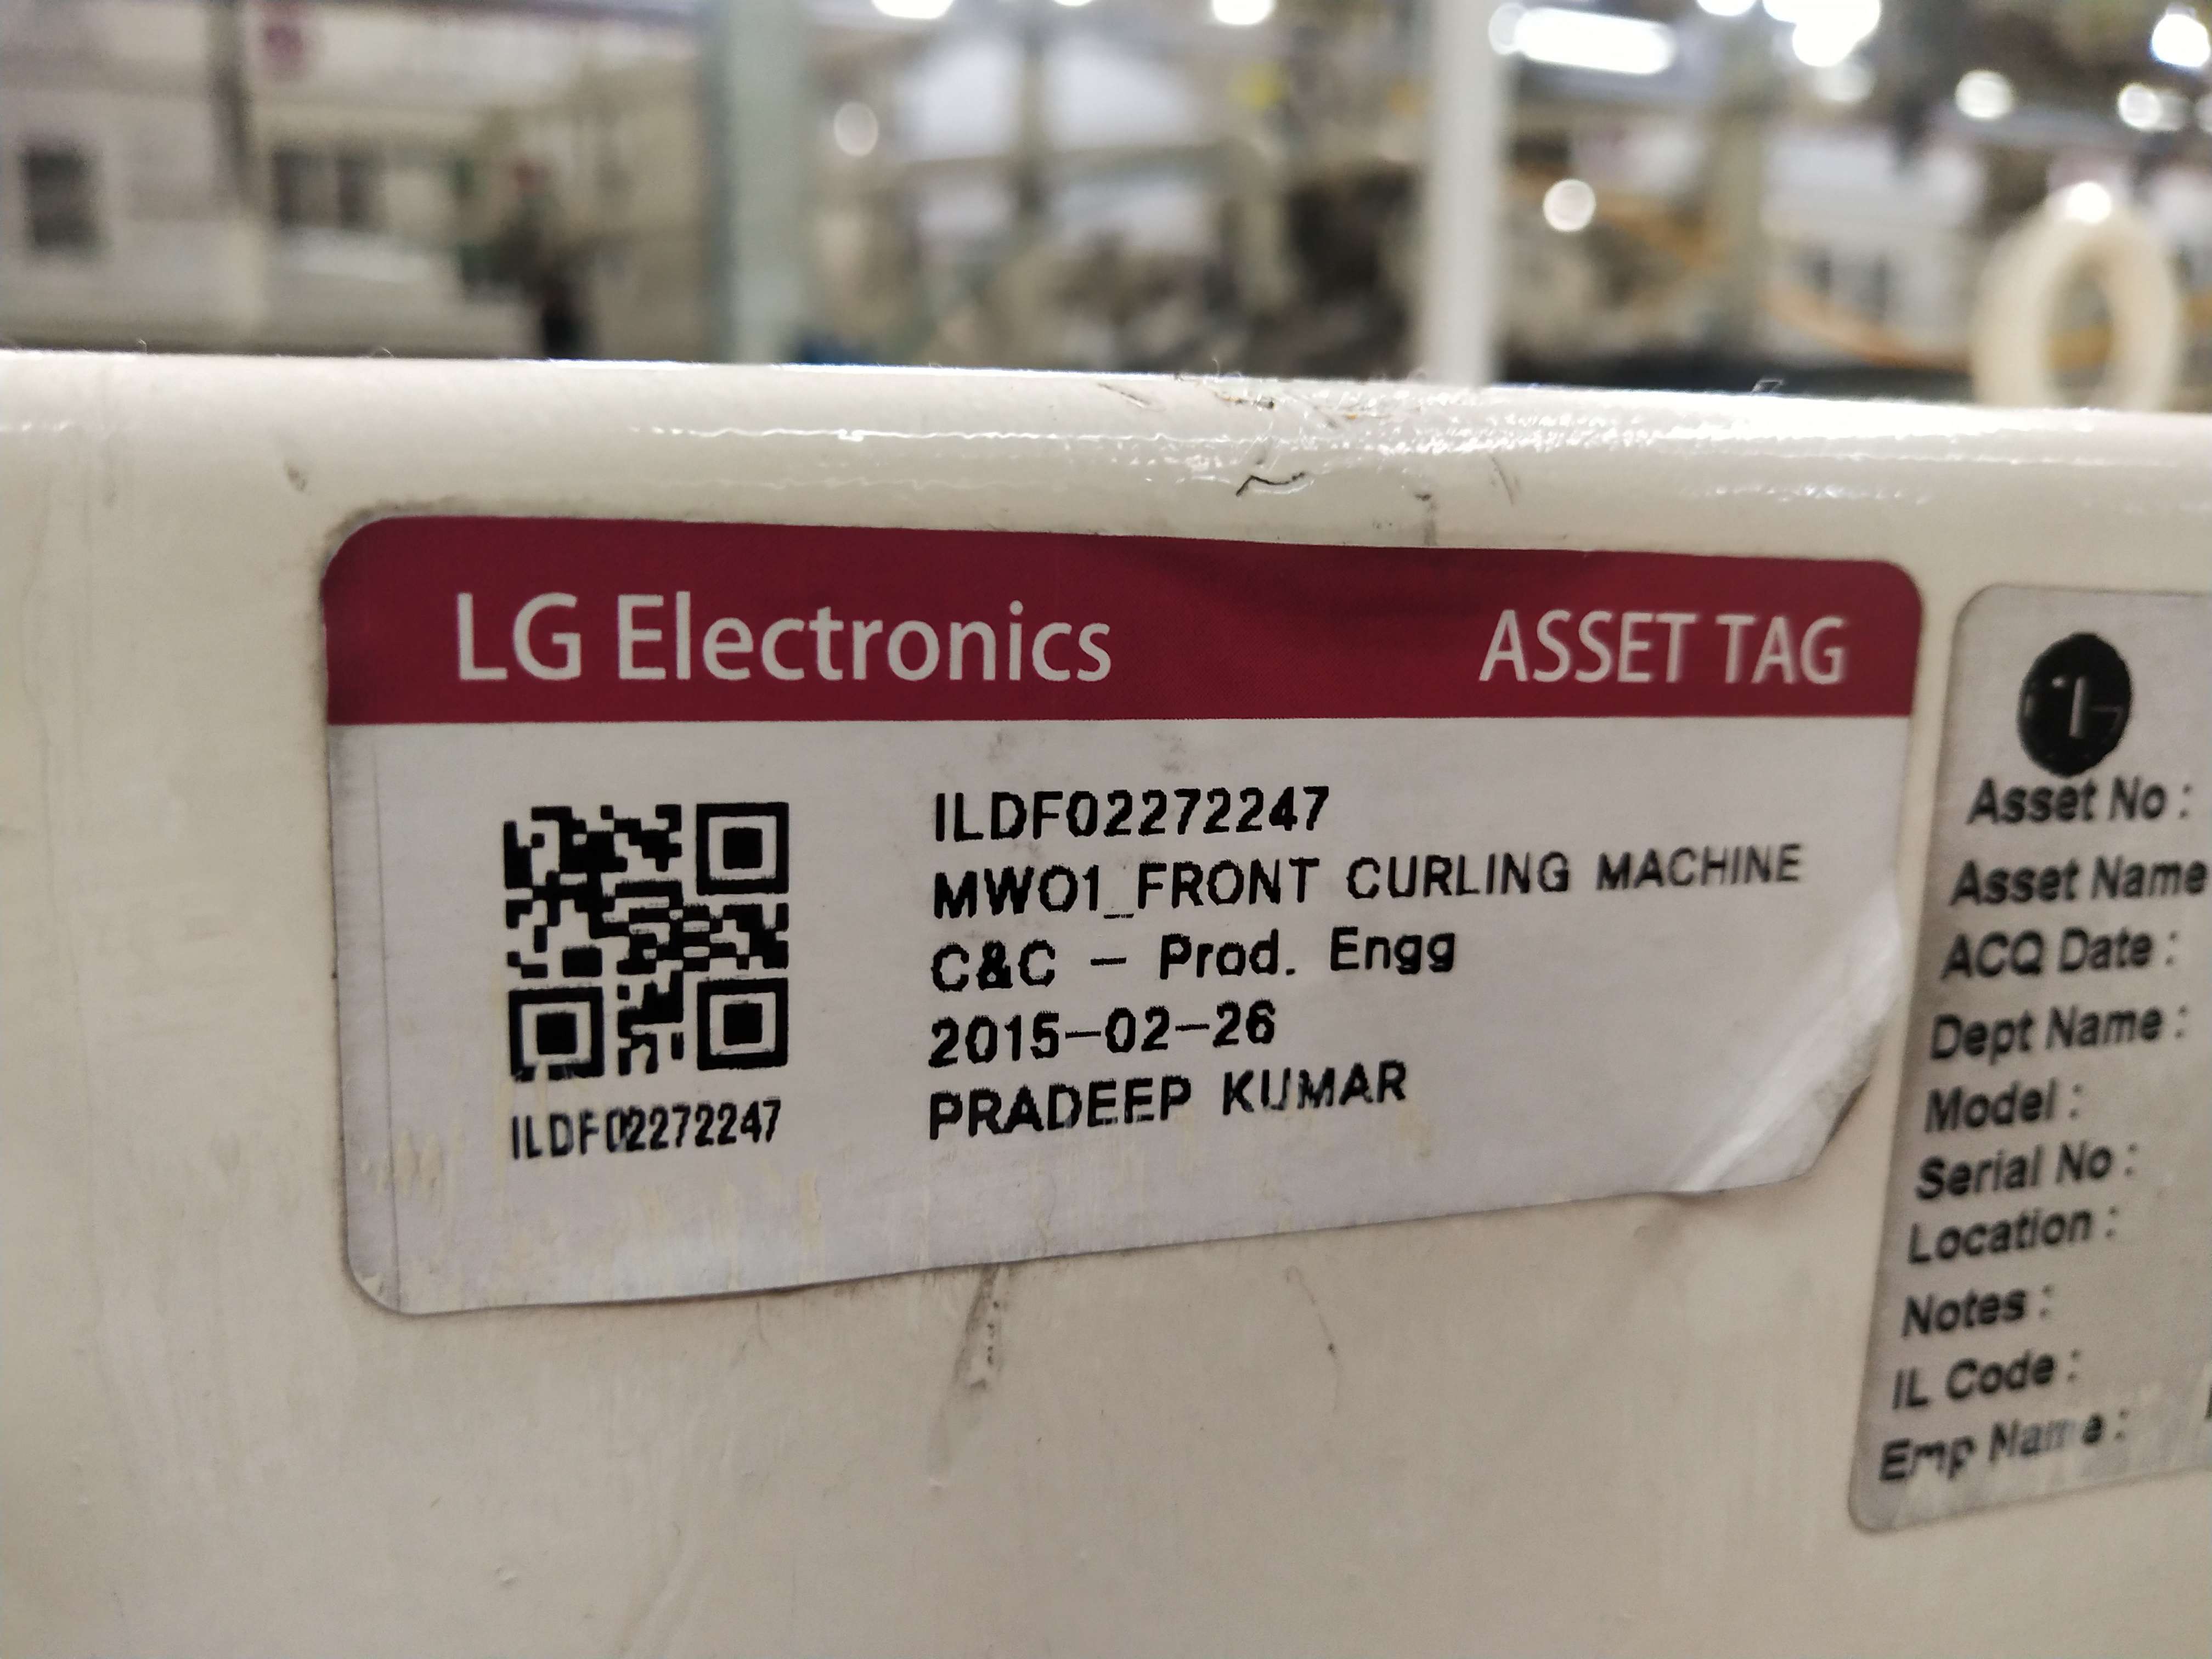 LG Electronics
ASSET TAG
ILDF02272247
MWO1_FRONT CURLING MACHINE
C&C - Prod. Engg
2015-02-26
PRADEEP KUMAR
ILDF02272247
Asset No :
Asset Name
ACQ Date :
Dept Name :
Model :
Serial No :
Location :
Notes :
IL Code :
Emp Name :